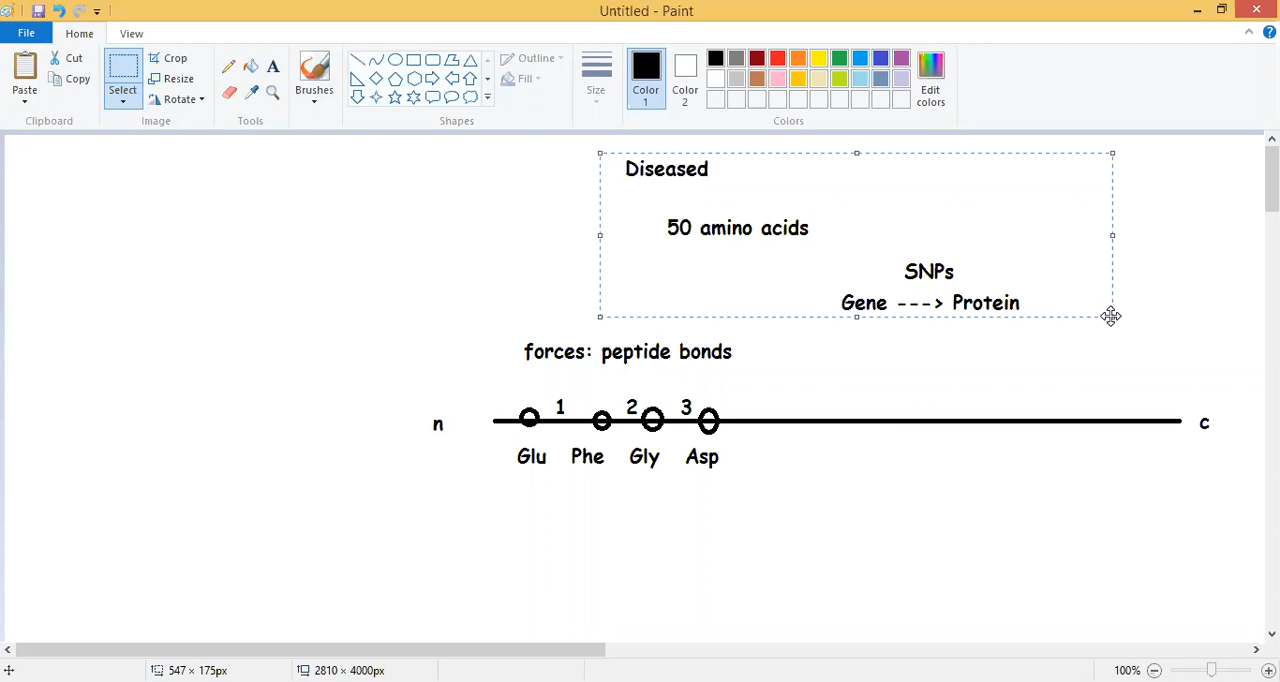 Untitled - Paint
File Home View
Paste
Cut
Copy
Clipboard
Select
Crop
Resize
Rotate
Image
Tools
Brushes
Shapes
Outline
Fill
Size
Color 1
Color 2
Edit colors
Colors
Diseased
50 amino acids
SNPs
Gene ---> Protein
forces: peptide bonds
1 2 3
n c
Glu Phe Gly Asp
547 × 175px 2810 × 4000px 100%